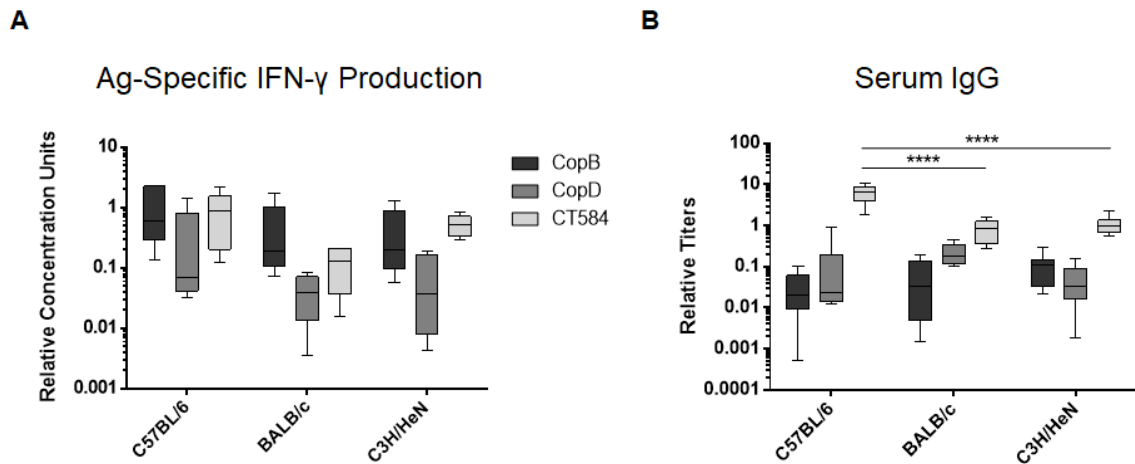 A
Ag-Specific IFN-γ Production
Relative Concentration Units
10
1
0.1
0.01
0.001
C57BL/6
BALB/c
C3H/HeN
CopB
CopD
CT584
B
Serum IgG
Relative Titers
100
10
1
0.1
0.01
0.001
0.0001
****
****
C57BL/6
BALB/c
C3H/HeN